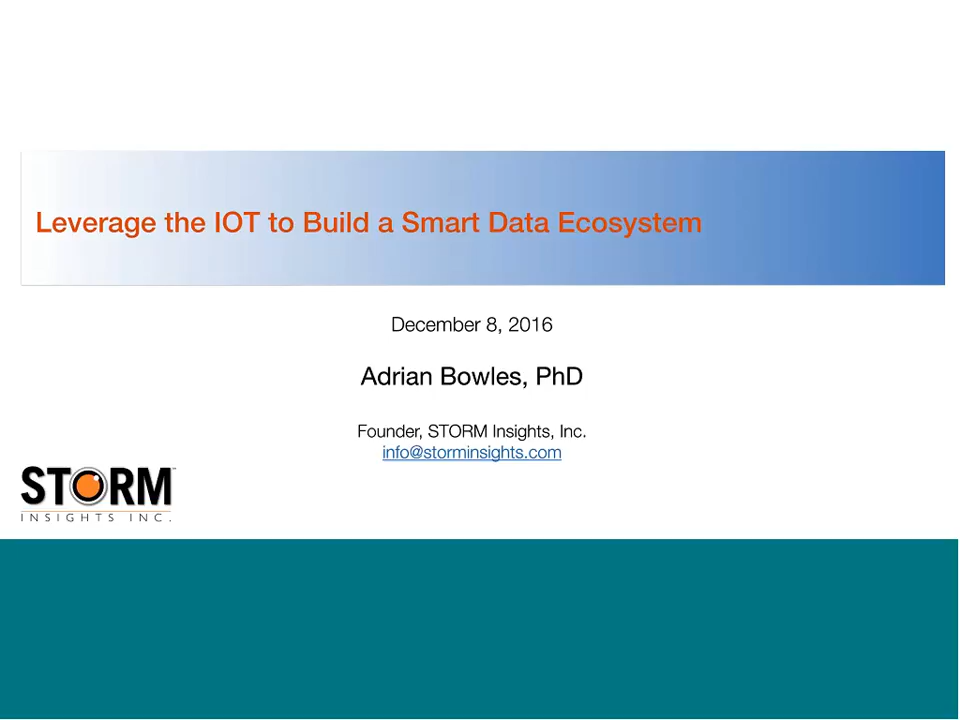 Leverage the IOT to Build a Smart Data Ecosystem
December 8, 2016
Adrian Bowles, PhD
Founder, STORM Insights, Inc.
info@storminsights.com
STORM™
INSIGHTS INC.